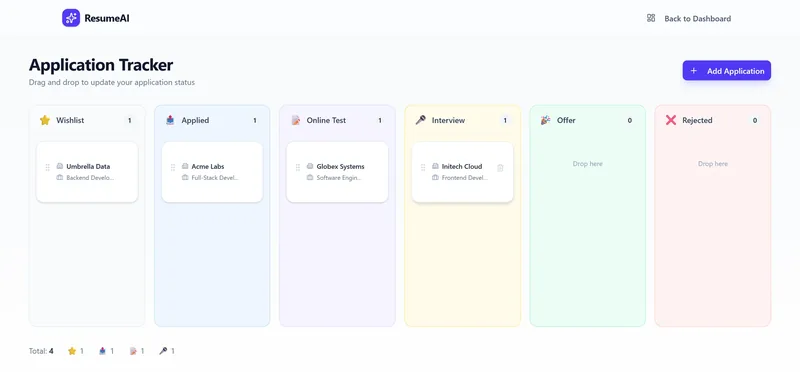 ResumeAI
Back to Dashboard
Application Tracker
Drag and drop to update your application status
+ Add Application
Wishlist 1
Applied 1
Online Test 1
Interview 1
Offer 0
Rejected 0
Umbrella Data
Backend Develo...
Acme Labs
Full-Stack Devel...
Globex Systems
Software Engin...
Initech Cloud
Frontend Devel...
Drop here
Drop here
Total: 4 1 1 1 1